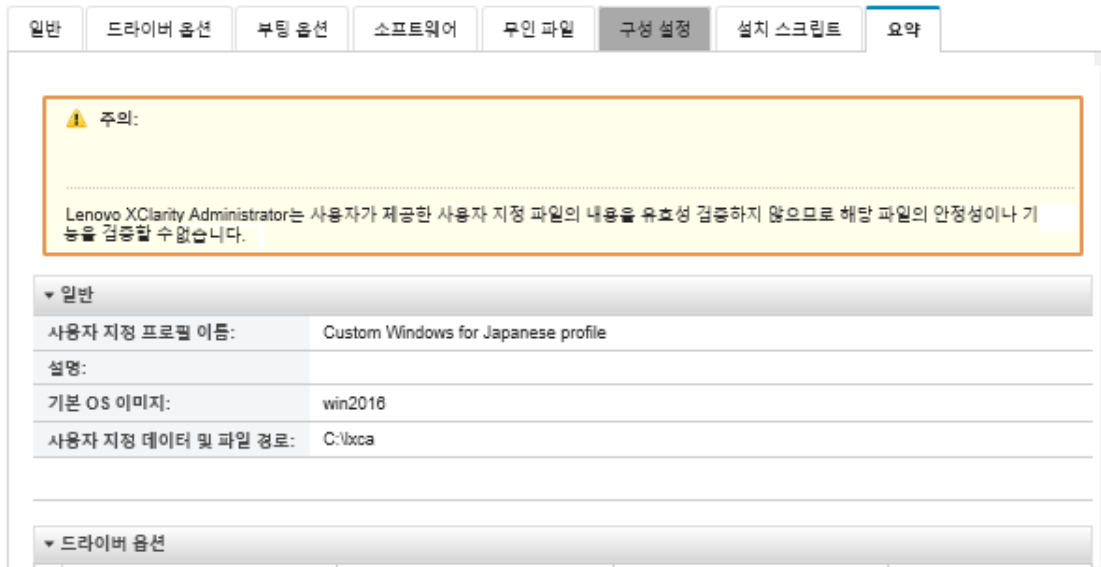 일반 드라이버 옵션 부팅 옵션 소프트웨어 무인 파일 구성 설정 설치 스크립트 요약
주의:
Lenovo XClarity Administrator는 사용자가 제공한 사용자 지정 파일의 내용을 유효성 검증하지 않으므로 해당 파일의 안정성이나 기
능을 검증할 수없습니다.
일반
사용자 지정 프로필 이름: Custom Windows for Japanese profile
설명:
기본 OS 이미지: win2016
사용자 지정 데이터 및 파일 경로: C:\lxca
드라이버 옵션